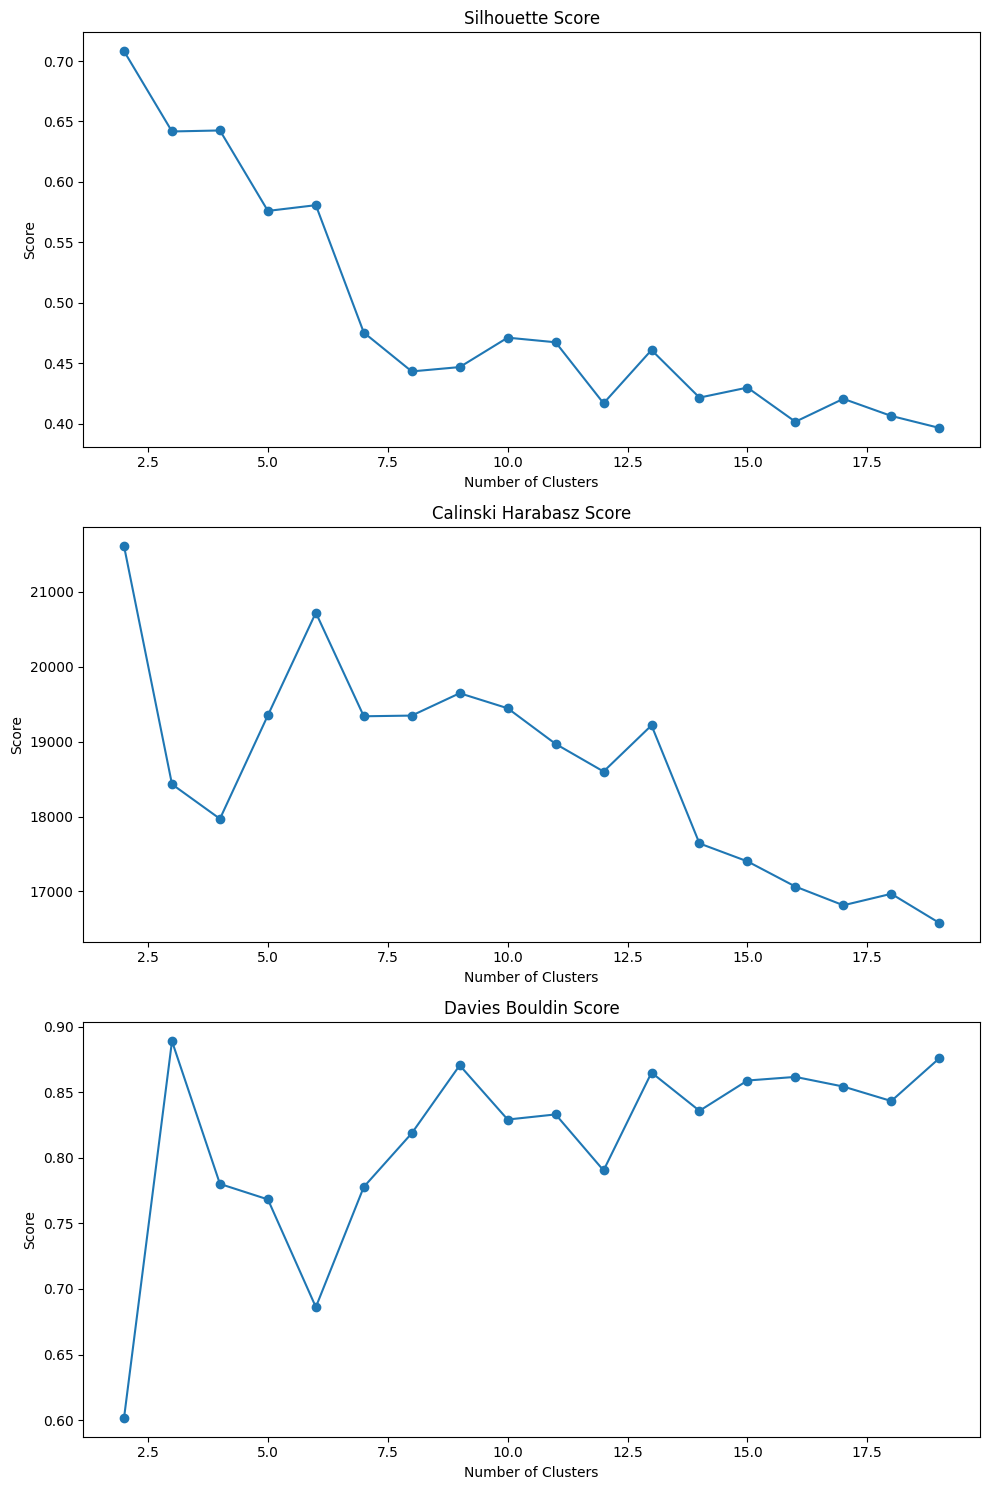 Silhouette Score
0.70
0.65
0.60
0.55
0.50
0.45
0.40
Score
2.5 5.0 7.5 10.0 12.5 15.0 17.5
Number of Clusters
Calinski Harabasz Score
21000
20000
19000
18000
17000
Score
2.5 5.0 7.5 10.0 12.5 15.0 17.5
Number of Clusters
Davies Bouldin Score
0.90
0.85
0.80
0.75
0.70
0.65
0.60
Score
2.5 5.0 7.5 10.0 12.5 15.0 17.5
Number of Clusters